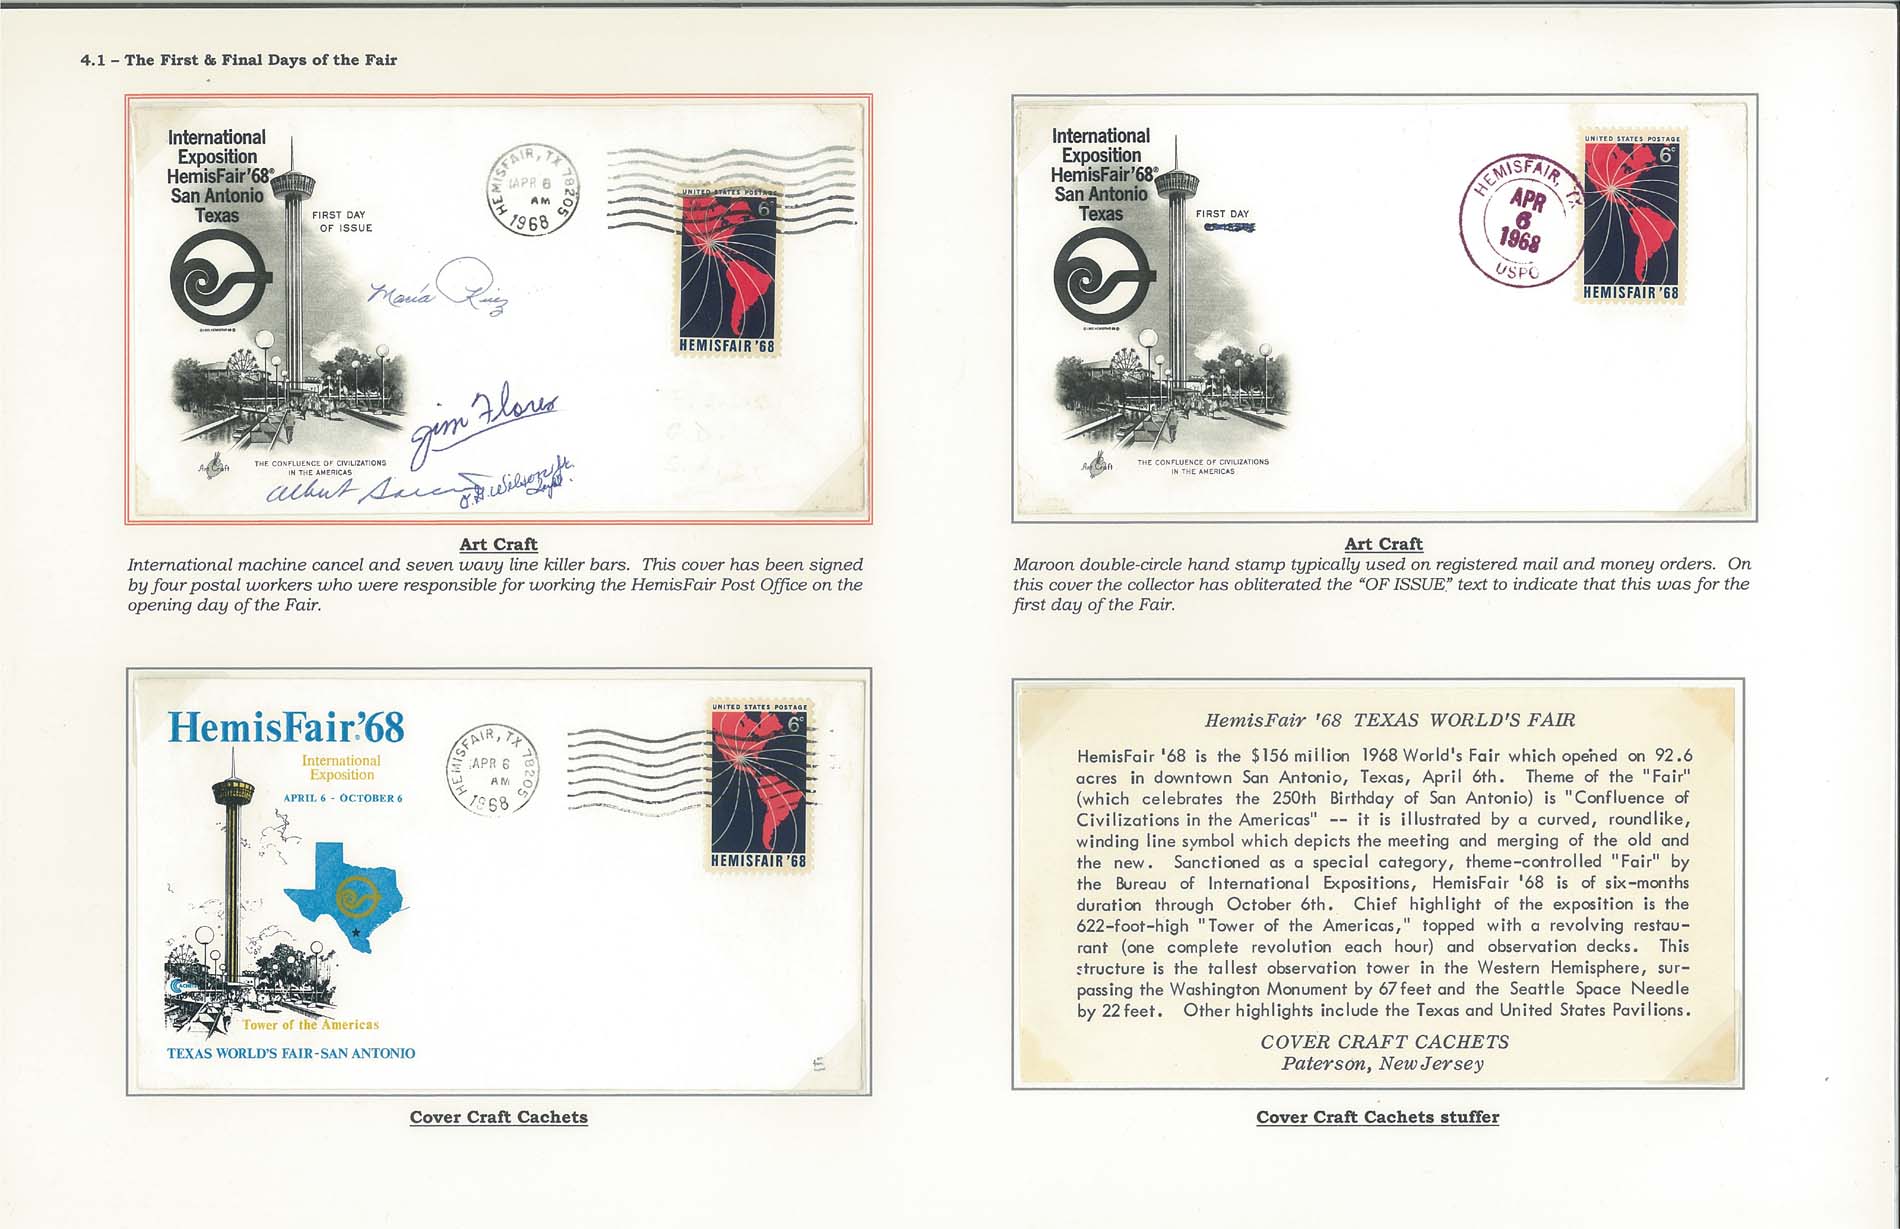 4.1 – The First & Final Days of the Fair
International
Exposition
HemisFair'68®
San Antonio
Texas
FIRST DAY
OF ISSUE
HEMISFAIR, TX 78205
APR 6
AM
1968
UNITED STATES POSTAGE
6c
HEMISFAIR '68
María Ruiz
Jim Flores
Art Craft
THE CONFLUENCE OF CIVILIZATIONS
IN THE AMERICAS
Albert
O.H. Wilson Jr.
Art Craft
International machine cancel and seven wavy line killer bars. This cover has been signed
by four postal workers who were responsible for working the HemisFair Post Office on the
opening day of the Fair.
International
Exposition
HemisFair'68®
San Antonio
Texas
FIRST DAY
HEMISFAIR, TX
APR
6
1968
USPO
UNITED STATES POSTAGE
6c
HEMISFAIR '68
Art Craft
THE CONFLUENCE OF CIVILIZATIONS
IN THE AMERICAS
Art Craft
Maroon double-circle hand stamp typically used on registered mail and money orders. On
this cover the collector has obliterated the "OF ISSUE" text to indicate that this was for the
first day of the Fair.
HemisFair®'68
International
Exposition
APRIL 6 - OCTOBER 6
HEMISFAIR, TX 78205
APR 6
AM
1968
UNITED STATES POSTAGE
6c
HEMISFAIR '68
Tower of the Americas
TEXAS WORLD'S FAIR-SAN ANTONIO
Cover Craft Cachets
HemisFair '68 TEXAS WORLD'S FAIR
HemisFair '68 is the $156 million 1968 World's Fair which opened on 92.6
acres in downtown San Antonio, Texas, April 6th. Theme of the "Fair"
(which celebrates the 250th Birthday of San Antonio) is "Confluence of
Civilizations in the Americas" -- it is illustrated by a curved, roundlike,
winding line symbol which depicts the meeting and merging of the old and
the new. Sanctioned as a special category, theme-controlled "Fair" by
the Bureau of International Expositions, HemisFair '68 is of six-months
duration through October 6th. Chief highlight of the exposition is the
622-foot-high "Tower of the Americas," topped with a revolving restau-
rant (one complete revolution each hour) and observation decks. This
structure is the tallest observation tower in the Western Hemisphere, sur-
passing the Washington Monument by 67 feet and the Seattle Space Needle
by 22 feet. Other highlights include the Texas and United States Pavilions.
COVER CRAFT CACHETS
Paterson, New Jersey
Cover Craft Cachets stuffer